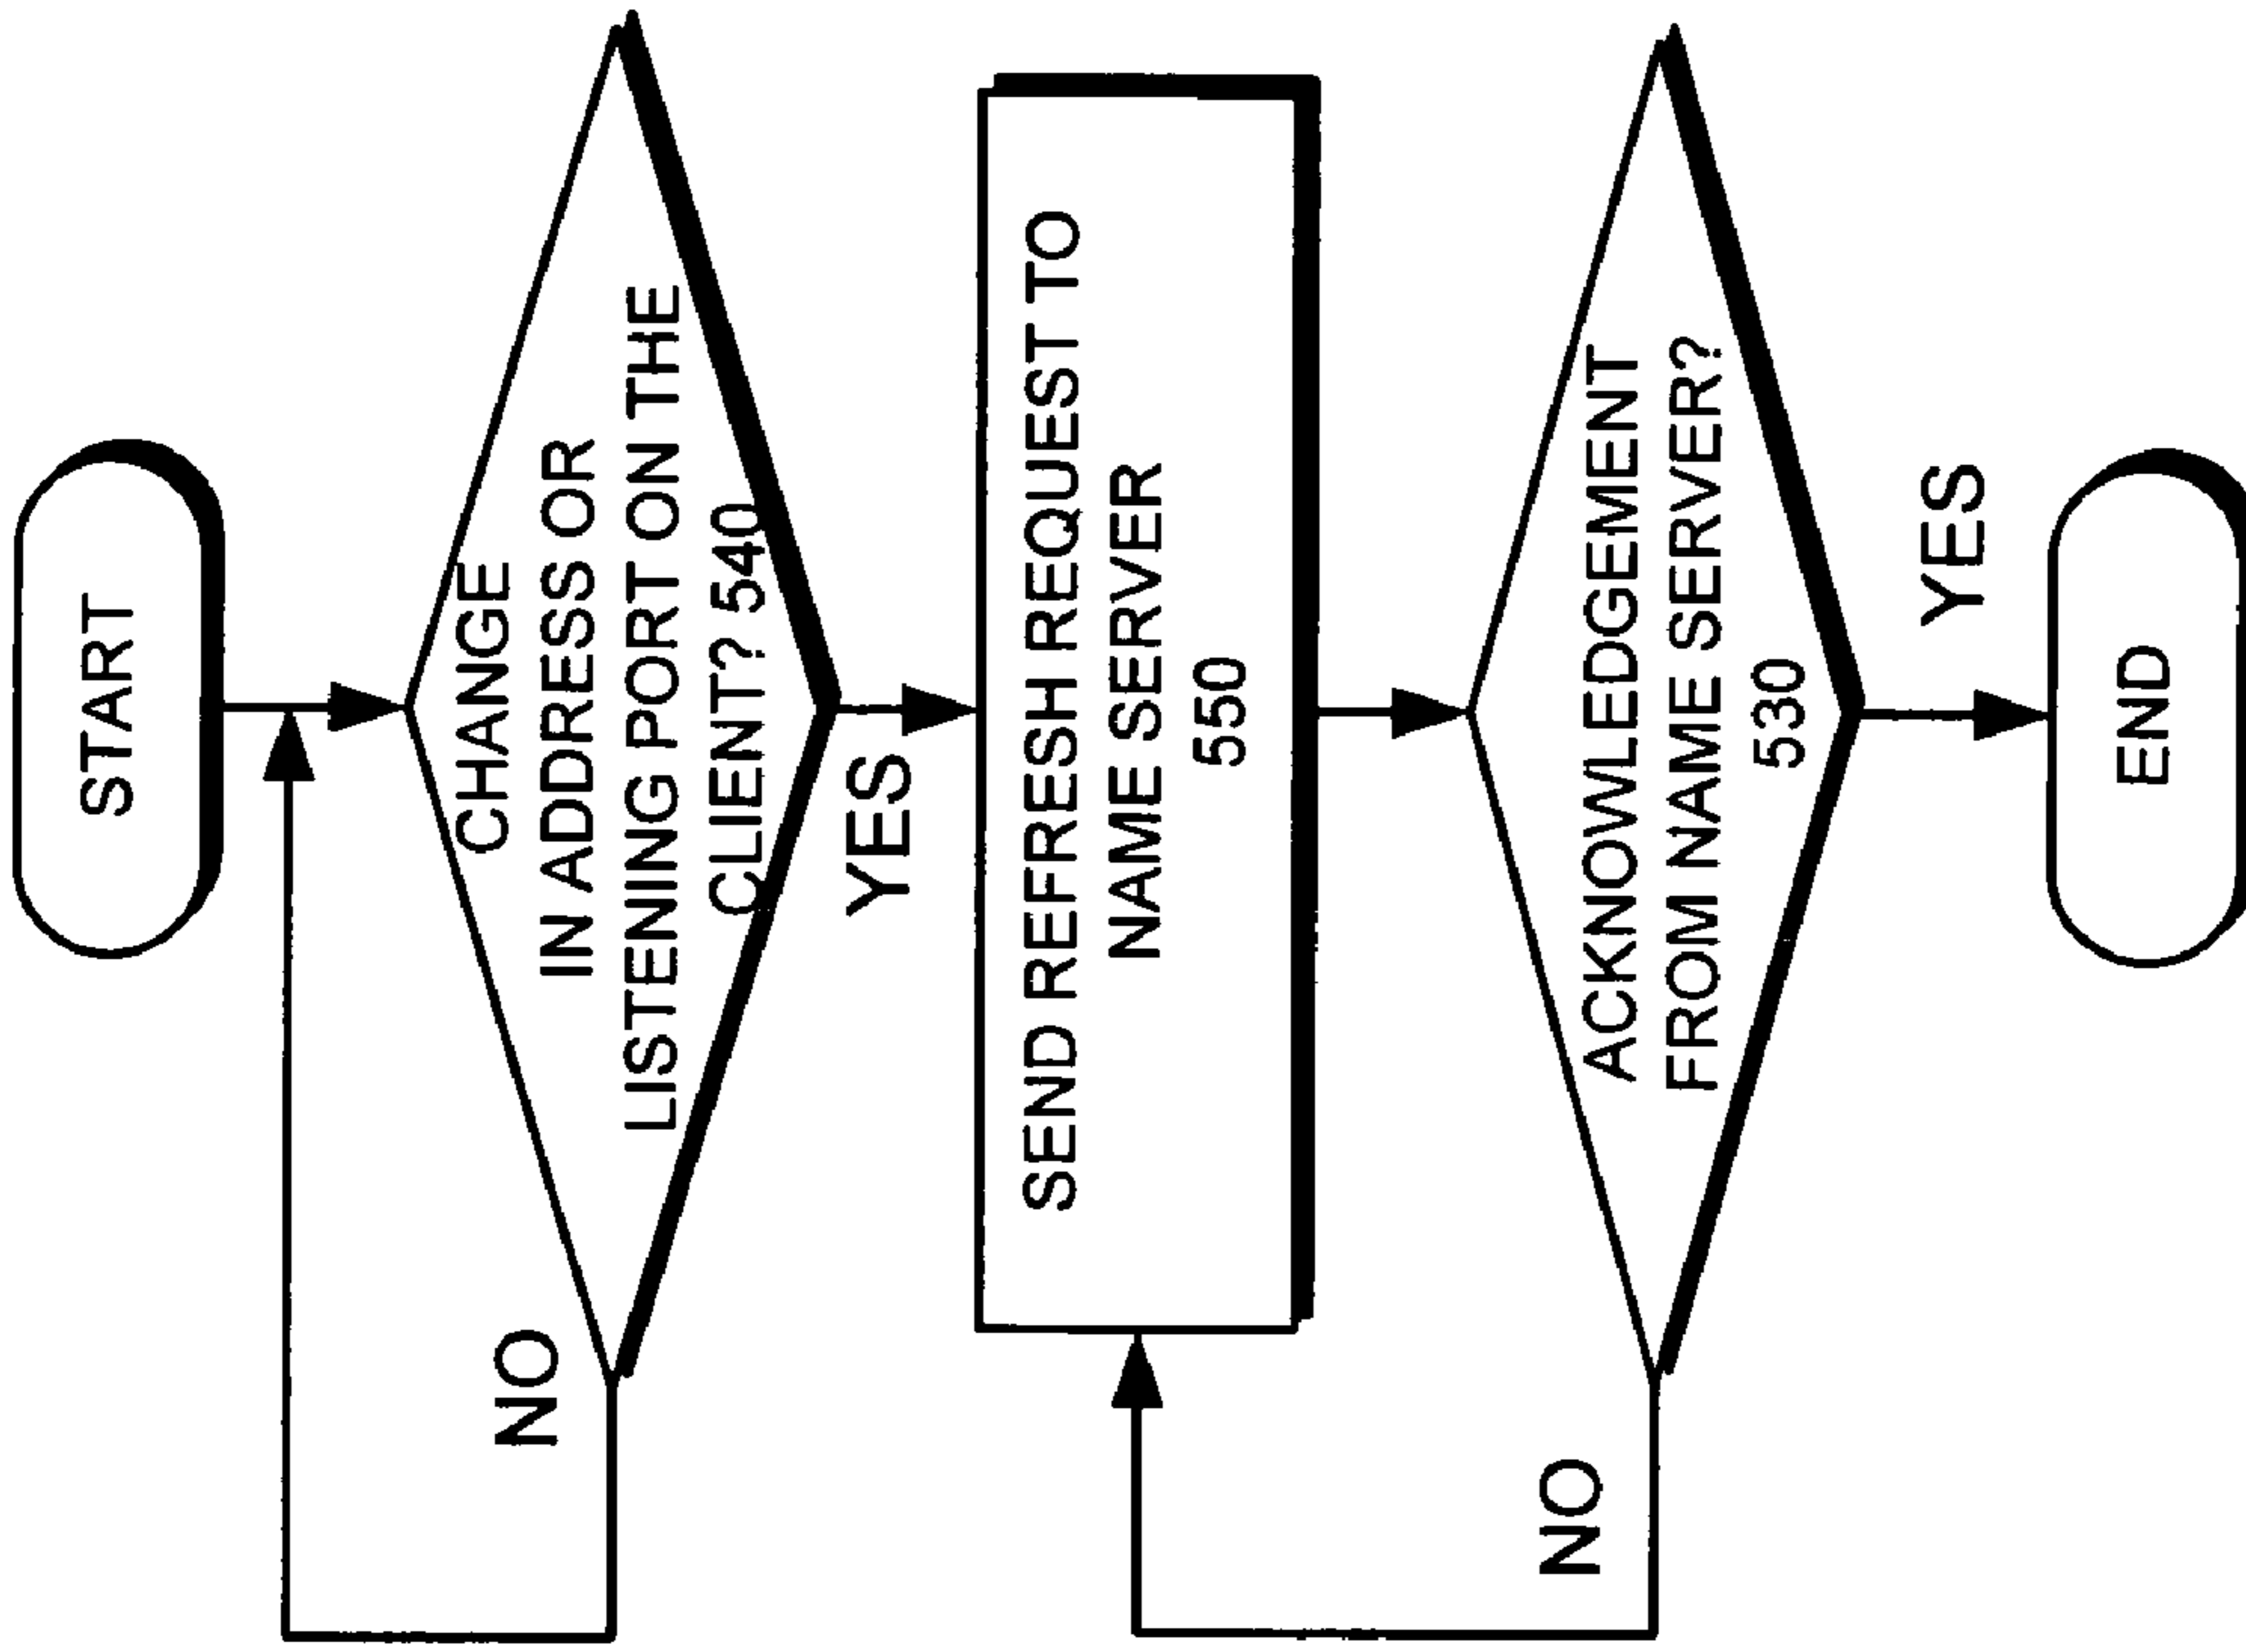 START
CHANGE
IN ADDRESS OR
LISTENING PORT ON THE
CLIENT? 540
NO
YES
SEND REFRESH REQUEST TO
NAME SERVER
550
ACKNOWLEDGEMENT
FROM NAME SERVER?
530
NO
YES
END